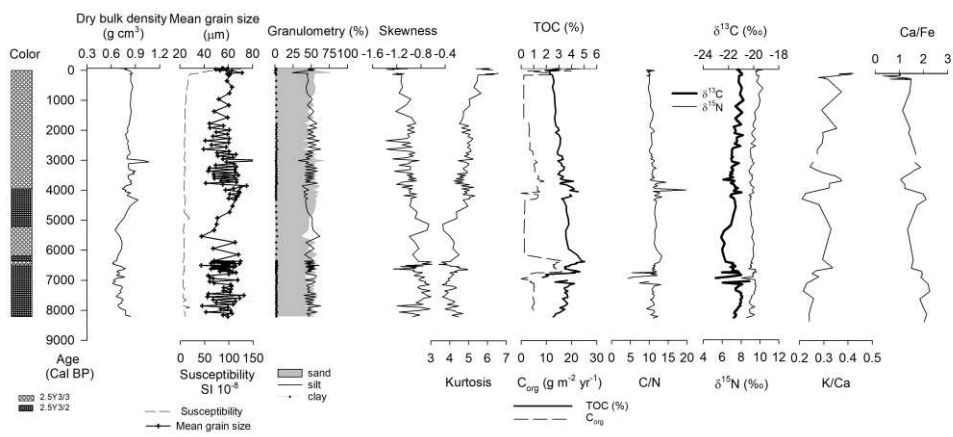 Dry bulk density Mean grain size TOC δ¹³C (‰) Ca/Fe
(g cm³) (μm) Granulometry (%) Skewness (%)
Color 0.3 0.6 0.9 1.2 20 40 60 80 0 50 100 -1.6 -0.8 -0.4 0 1 2 3 4 5 6 -24 -22 -20 -18 0 1 2 3
0
1000
2000
3000
4000
5000
6000
7000
8000
9000
δ¹³C
δ¹⁵N
Age
(Cal BP)
0 50 100 150
3 4 5 6 7 0 10 20 30 0 5 10 15 20 4 6 8 10 12 0.2 0.3 0.4 0.5
Susceptibility
SI 10⁻⁸
sand
silt
clay
Kurtosis C_org (g m⁻² yr⁻¹) C/N δ¹⁵N (‰) K/Ca
2.5Y3/3
2.5Y3/2
Susceptibility
Mean grain size
TOC (%)
C_org